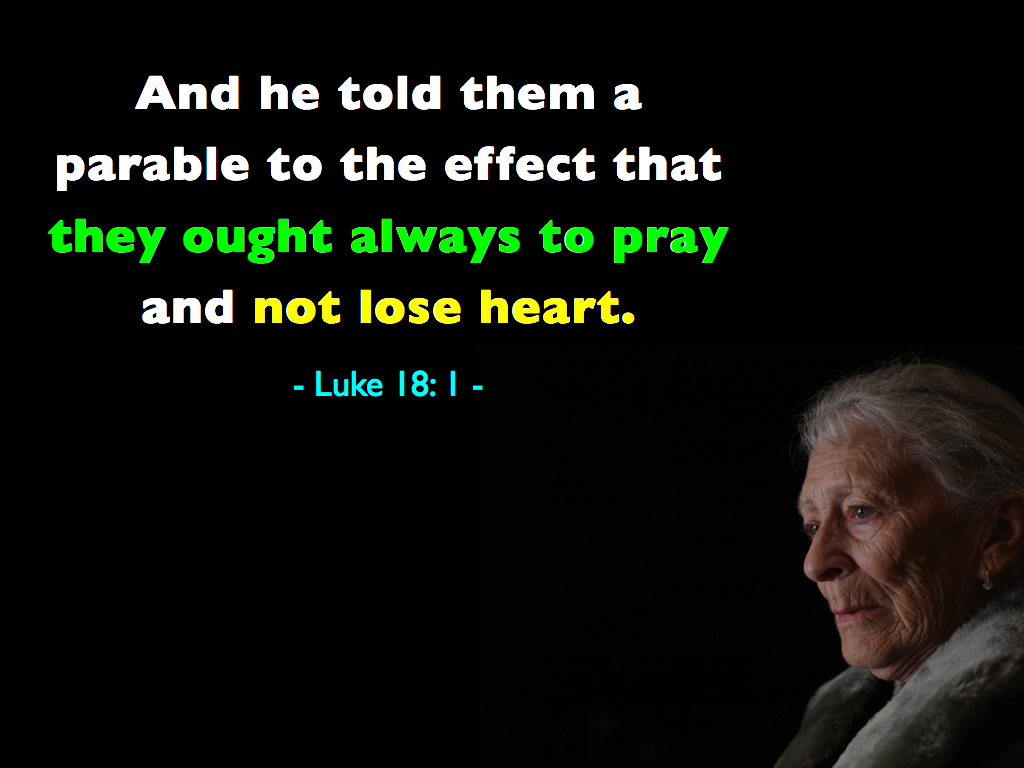 And he told them a
parable to the effect that
they ought always to pray
and not lose heart.
- Luke 18: 1 -